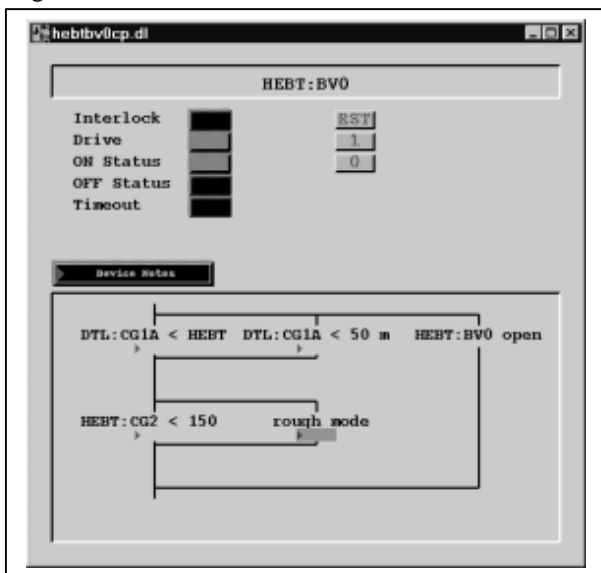 hebtbv0cp.dl
HEBT:BV0
Interlock RST
Drive 1
ON Status 0
OFF Status
Timeout
Device Notes
DTL:CG1A < HEBT DTL:CG1A < 50 m HEBT:BV0 open
HEBT:CG2 < 150 rough mode